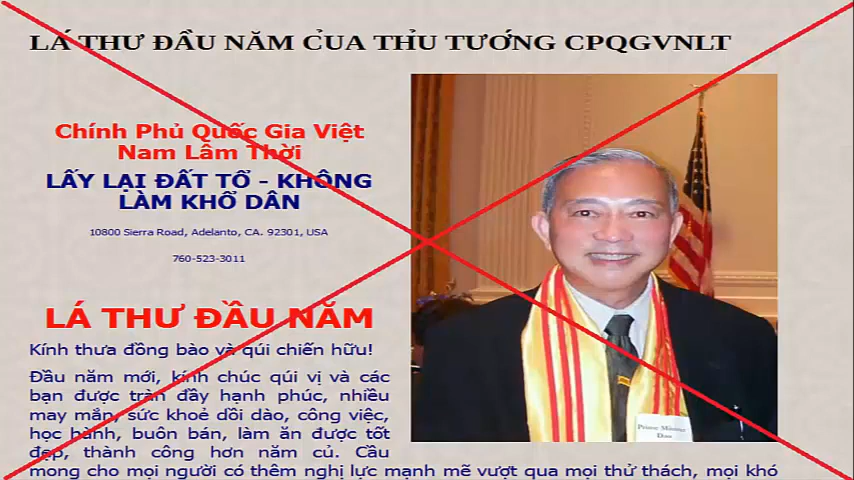 LÁ THƯ ĐẦU NĂM CỦA THỦ TƯỚNG CPQGVNLT
Chính Phủ Quốc Gia Việt
Nam Lâm Thời
LẤY LẠI ĐẤT TỔ - KHÔNG
LÀM KHỔ DÂN
10800 Sierra Road, Adelanto, CA. 92301, USA
760-523-3011
LÁ THƯ ĐẦU NĂM
Kính thưa đồng bào và qúi chiến hữu!
Đầu năm mới, kính chúc qúi vị và các
bạn được tràn đầy hạnh phúc, nhiều
may mắn, sức khoẻ dồi dào, công việc,
học hành, buôn bán, làm ăn được tốt
đẹp, thành công hơn năm củ. Cầu
mong cho mọi người có thêm nghị lực mạnh mẽ vượt qua mọi thử thách, mọi khó
Prime Minister
Dao